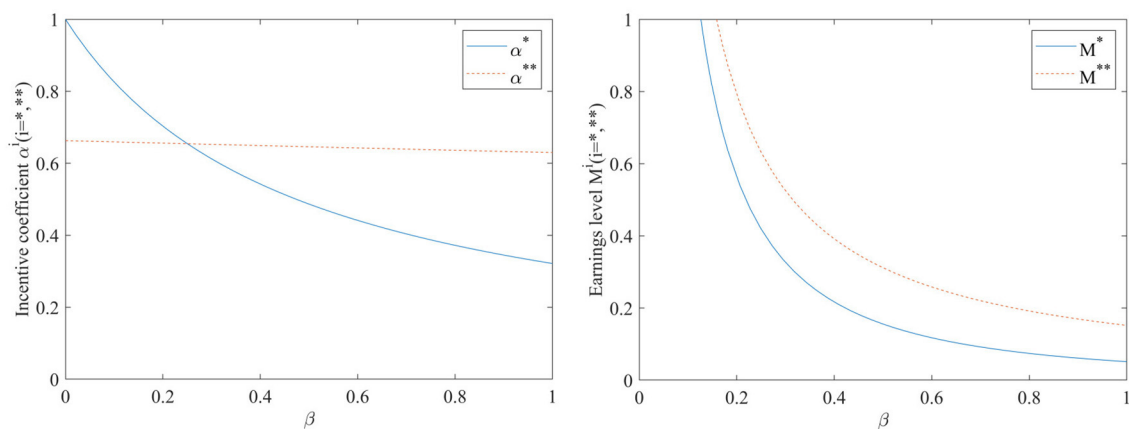 1
0.8
0.6
0.4
0.2
0
0 0.2 0.4 0.6 0.8 1
β
Incentive coefficient α^i(i=*,**)
α^*
α^**
1
0.8
0.6
0.4
0.2
0
0 0.2 0.4 0.6 0.8 1
β
Earnings level M^i(i=*,**)
M^*
M^**